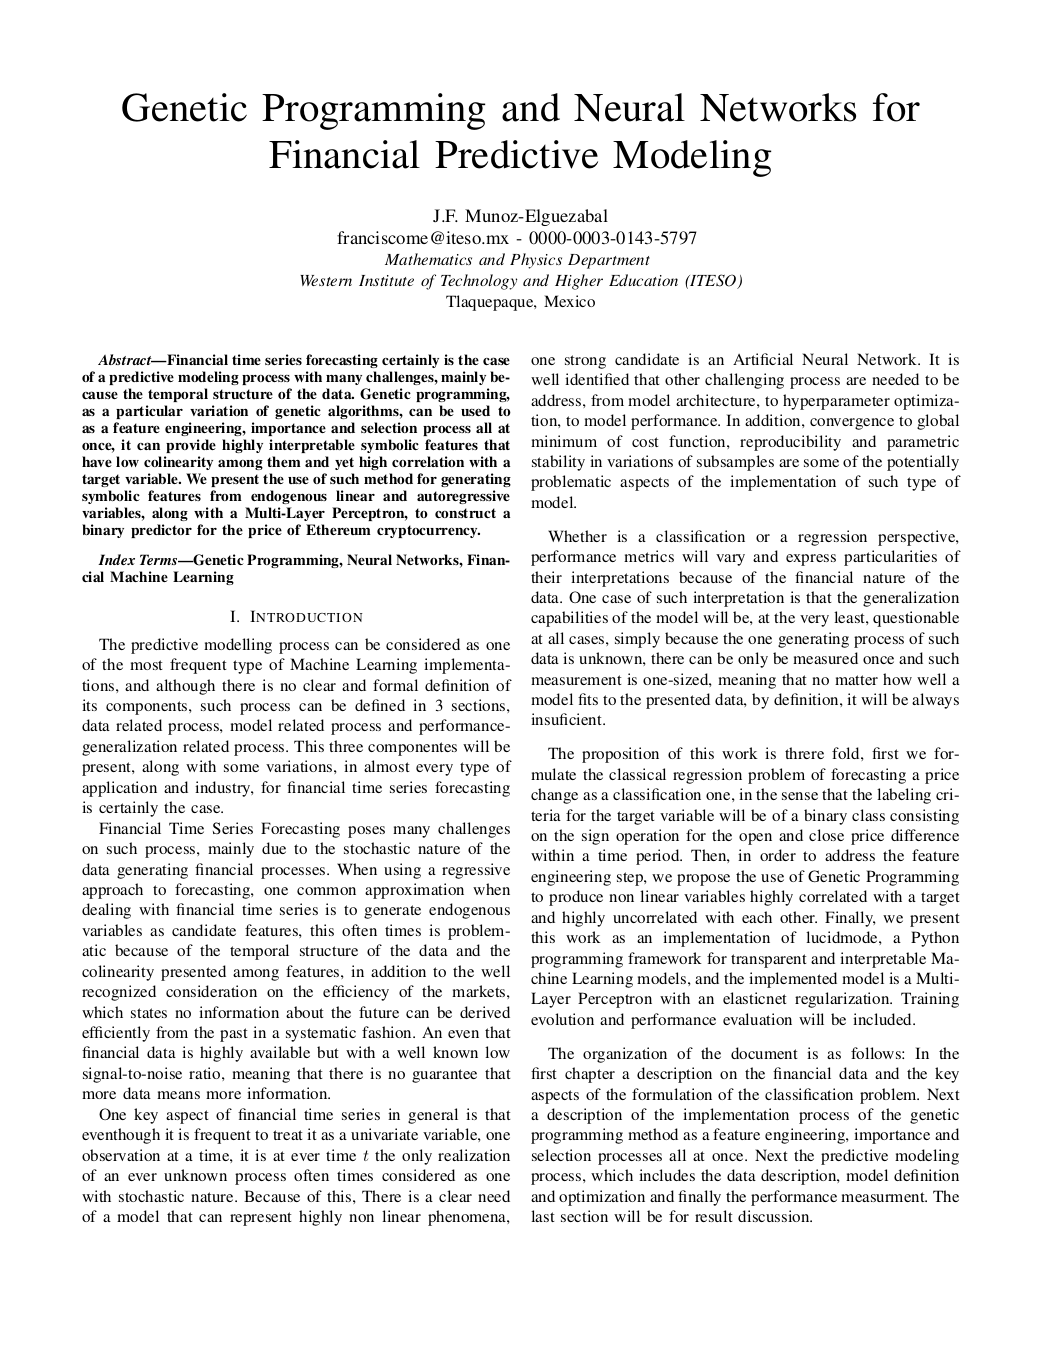 Genetic Programming and Neural Networks for
Financial Predictive Modeling
J.F. Munoz-Elguezabal
franciscome@iteso.mx - 0000-0003-0143-5797
Mathematics and Physics Department
Western Institute of Technology and Higher Education (ITESO)
Tlaquepaque, Mexico
Abstract—Financial time series forecasting certainly is the case
of a predictive modeling process with many challenges, mainly be-
cause the temporal structure of the data. Genetic programming,
as a particular variation of genetic algorithms, can be used to
as a feature engineering, importance and selection process all at
once, it can provide highly interpretable symbolic features that
have low colinearity among them and yet high correlation with a
target variable. We present the use of such method for generating
symbolic features from endogenous linear and autoregressive
variables, along with a Multi-Layer Perceptron, to construct a
binary predictor for the price of Ethereum cryptocurrency.
Index Terms—Genetic Programming, Neural Networks, Finan-
cial Machine Learning
I. INTRODUCTION
The predictive modelling process can be considered as one
of the most frequent type of Machine Learning implementa-
tions, and although there is no clear and formal definition of
its components, such process can be defined in 3 sections,
data related process, model related process and performance-
generalization related process. This three componentes will be
present, along with some variations, in almost every type of
application and industry, for financial time series forecasting
is certainly the case.
Financial Time Series Forecasting poses many challenges
on such process, mainly due to the stochastic nature of the
data generating financial processes. When using a regressive
approach to forecasting, one common approximation when
dealing with financial time series is to generate endogenous
variables as candidate features, this often times is problem-
atic because of the temporal structure of the data and the
colinearity presented among features, in addition to the well
recognized consideration on the efficiency of the markets,
which states no information about the future can be derived
efficiently from the past in a systematic fashion. An even that
financial data is highly available but with a well known low
signal-to-noise ratio, meaning that there is no guarantee that
more data means more information.
One key aspect of financial time series in general is that
eventhough it is frequent to treat it as a univariate variable, one
observation at a time, it is at ever time t the only realization
of an ever unknown process often times considered as one
with stochastic nature. Because of this, There is a clear need
of a model that can represent highly non linear phenomena,
one strong candidate is an Artificial Neural Network. It is
well identified that other challenging process are needed to be
address, from model architecture, to hyperparameter optimiza-
tion, to model performance. In addition, convergence to global
minimum of cost function, reproducibility and parametric
stability in variations of subsamples are some of the potentially
problematic aspects of the implementation of such type of
model.
Whether is a classification or a regression perspective,
performance metrics will vary and express particularities of
their interpretations because of the financial nature of the
data. One case of such interpretation is that the generalization
capabilities of the model will be, at the very least, questionable
at all cases, simply because the one generating process of such
data is unknown, there can be only be measured once and such
measurement is one-sized, meaning that no matter how well a
model fits to the presented data, by definition, it will be always
insuficient.
The proposition of this work is threre fold, first we for-
mulate the classical regression problem of forecasting a price
change as a classification one, in the sense that the labeling cri-
teria for the target variable will be of a binary class consisting
on the sign operation for the open and close price difference
within a time period. Then, in order to address the feature
engineering step, we propose the use of Genetic Programming
to produce non linear variables highly correlated with a target
and highly uncorrelated with each other. Finally, we present
this work as an implementation of lucidmode, a Python
programming framework for transparent and interpretable Ma-
chine Learning models, and the implemented model is a Multi-
Layer Perceptron with an elasticnet regularization. Training
evolution and performance evaluation will be included.
The organization of the document is as follows: In the
first chapter a description on the financial data and the key
aspects of the formulation of the classification problem. Next
a description of the implementation process of the genetic
programming method as a feature engineering, importance and
selection processes all at once. Next the predictive modeling
process, which includes the data description, model definition
and optimization and finally the performance measurment. The
last section will be for result discussion.